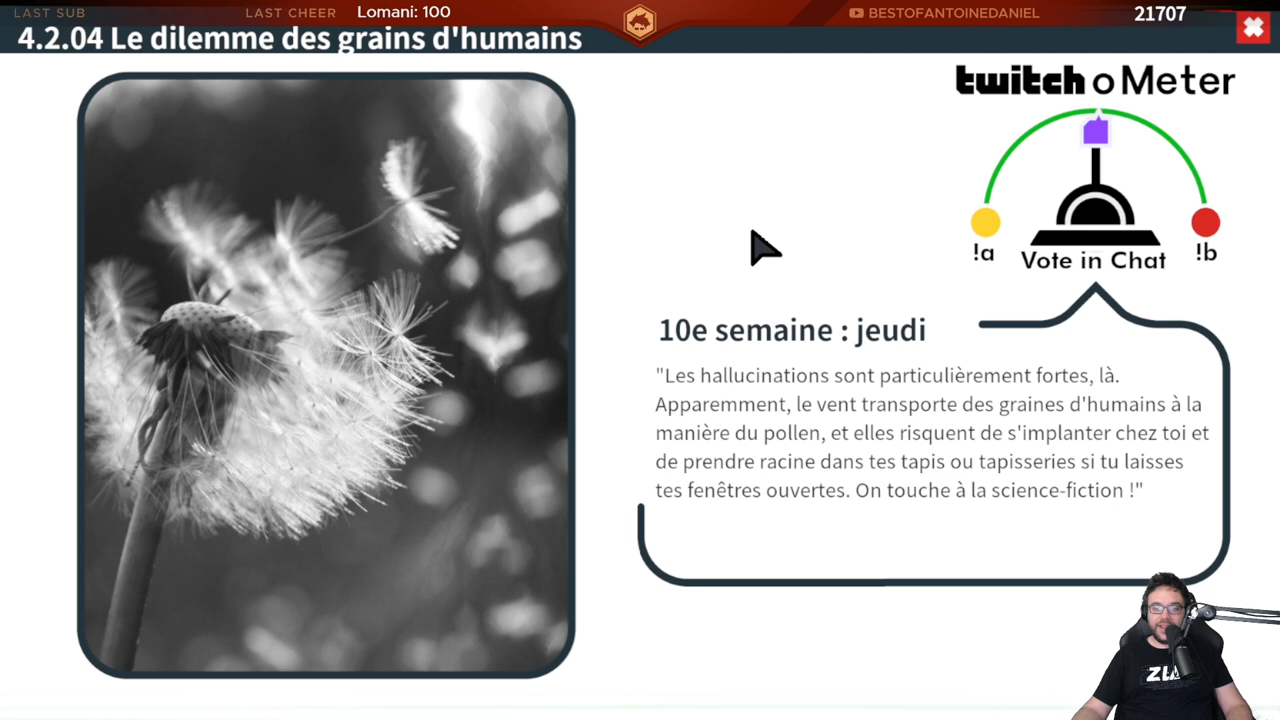 LAST SUB
LAST CHEER
Lomani: 100
BESTOFANTOINEDANIEL
21707
4.2.04 Le dilemme des grains d'humains
twitch o Meter
!a
Vote in Chat
!b
10e semaine : jeudi
"Les hallucinations sont particulièrement fortes, là.
Apparemment, le vent transporte des graines d'humains à la
manière du pollen, et elles risquent de s'implanter chez toi et
de prendre racine dans tes tapis ou tapisseries si tu laisses
tes fenêtres ouvertes. On touche à la science-fiction !"